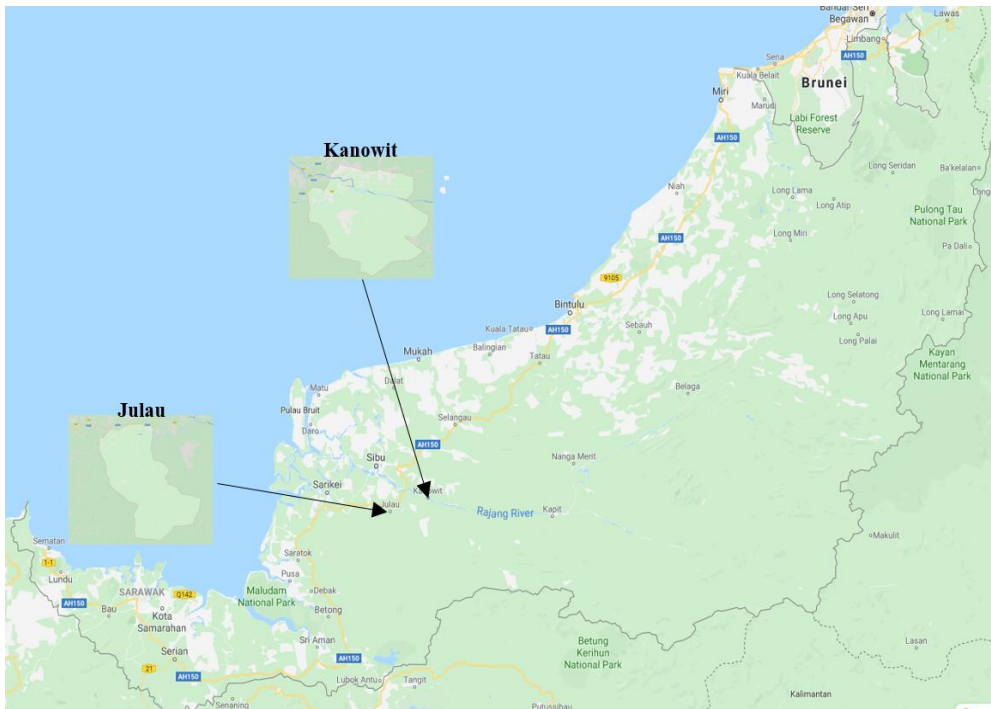 Bandar Seri
Begawan
Lawas
Limbang
AH150
Seria
Kuala Belait
Brunei
Miri
Marudi
Labi Forest
Reserve
AH150
Kanowit
Long Seridan
Ba'kelalan
Niah
Long Lama
Long Atip
Pulong Tau
National Park
AH150
Long Miri
Pa Dali
9105
Long Selatong
Bintulu
Long Apu
Long Lamai
Kuala Tatau
AH150
Sebauh
Long Palai
Mukah
Balingian
Tatau
Kayan
Mentarang
National Park
Matu
Dalat
Belaga
Julau
Pulau Bruit
Daro
Selangau
AH150
Sibu
Nanga Merit
Sarikei
Kanowit
Julau
Rajang River
Kapit
Sematan
1-1
Makulit
Saratok
Lundu
Pusa
SARAWAK
Q142
Maludam
National Park
Debak
AH150
Bau
Kota
Samarahan
Betong
Sri Aman
Betung
Kerihun
National Park
Lasan
Serian
AH150
21
AH150
Lubok Antu
Tangit
Kalimantan
Senaning
Putussibau